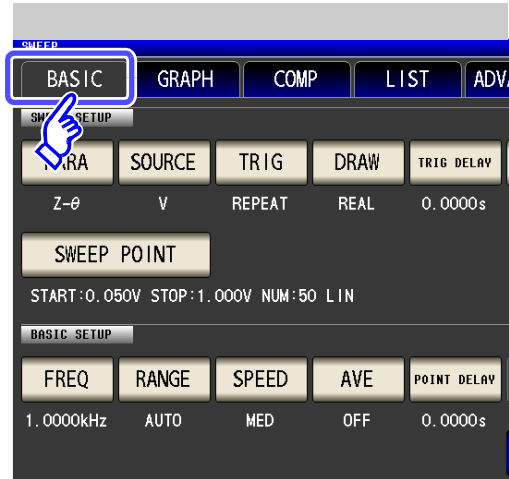 SWEEP
BASIC GRAPH COMP LIST ADVA
SETUP
SOURCE TRIG DRAW TRIG DELAY
Z-θ V REPEAT REAL 0.0000s
SWEEP POINT
START:0.050V STOP:1.000V NUM:50 LIN
BASIC SETUP
FREQ RANGE SPEED AVE POINT DELAY
1.0000kHz AUTO MED OFF 0.0000s